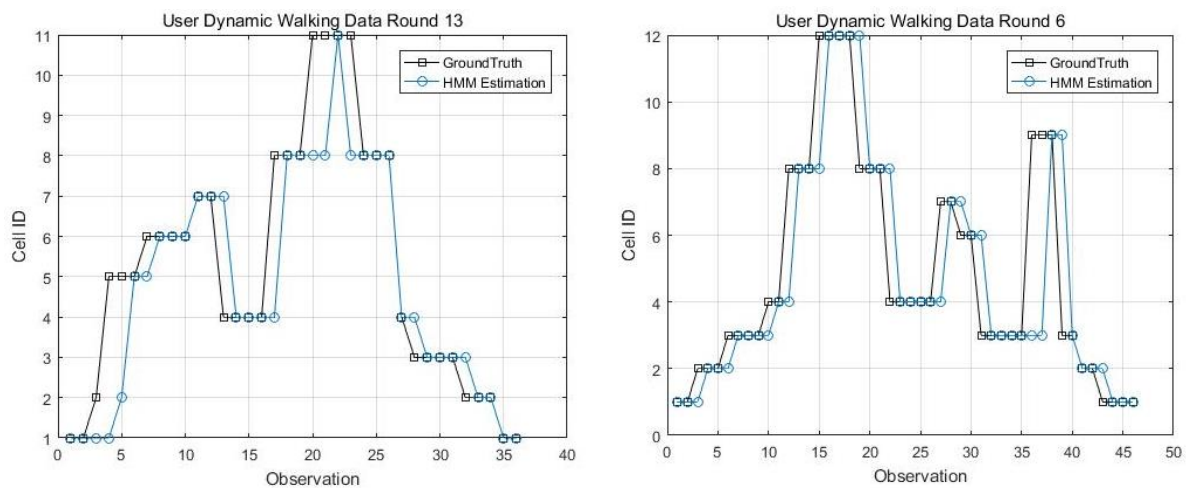 User Dynamic Walking Data Round 13
11
10
9
8
7
6
5
4
3
2
1
Cell ID
GroundTruth
HMM Estimation
0 5 10 15 20 25 30 35 40
Observation
User Dynamic Walking Data Round 6
12
10
8
6
4
2
0
Cell ID
GroundTruth
HMM Estimation
0 5 10 15 20 25 30 35 40 45 50
Observation